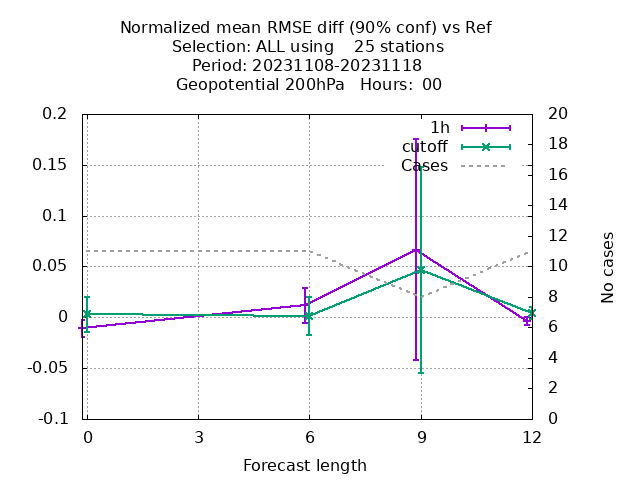 Normalized mean RMSE diff (90% conf) vs Ref
Selection: ALL using    25 stations
Period: 20231108-20231118
Geopotential 200hPa   Hours:  00
0.2
0.15
0.1
0.05
0
-0.05
-0.1
20
18
16
14
12
10
8
6
4
2
0
1h
cutoff
Cases
No cases
0 3 6 9 12
Forecast length